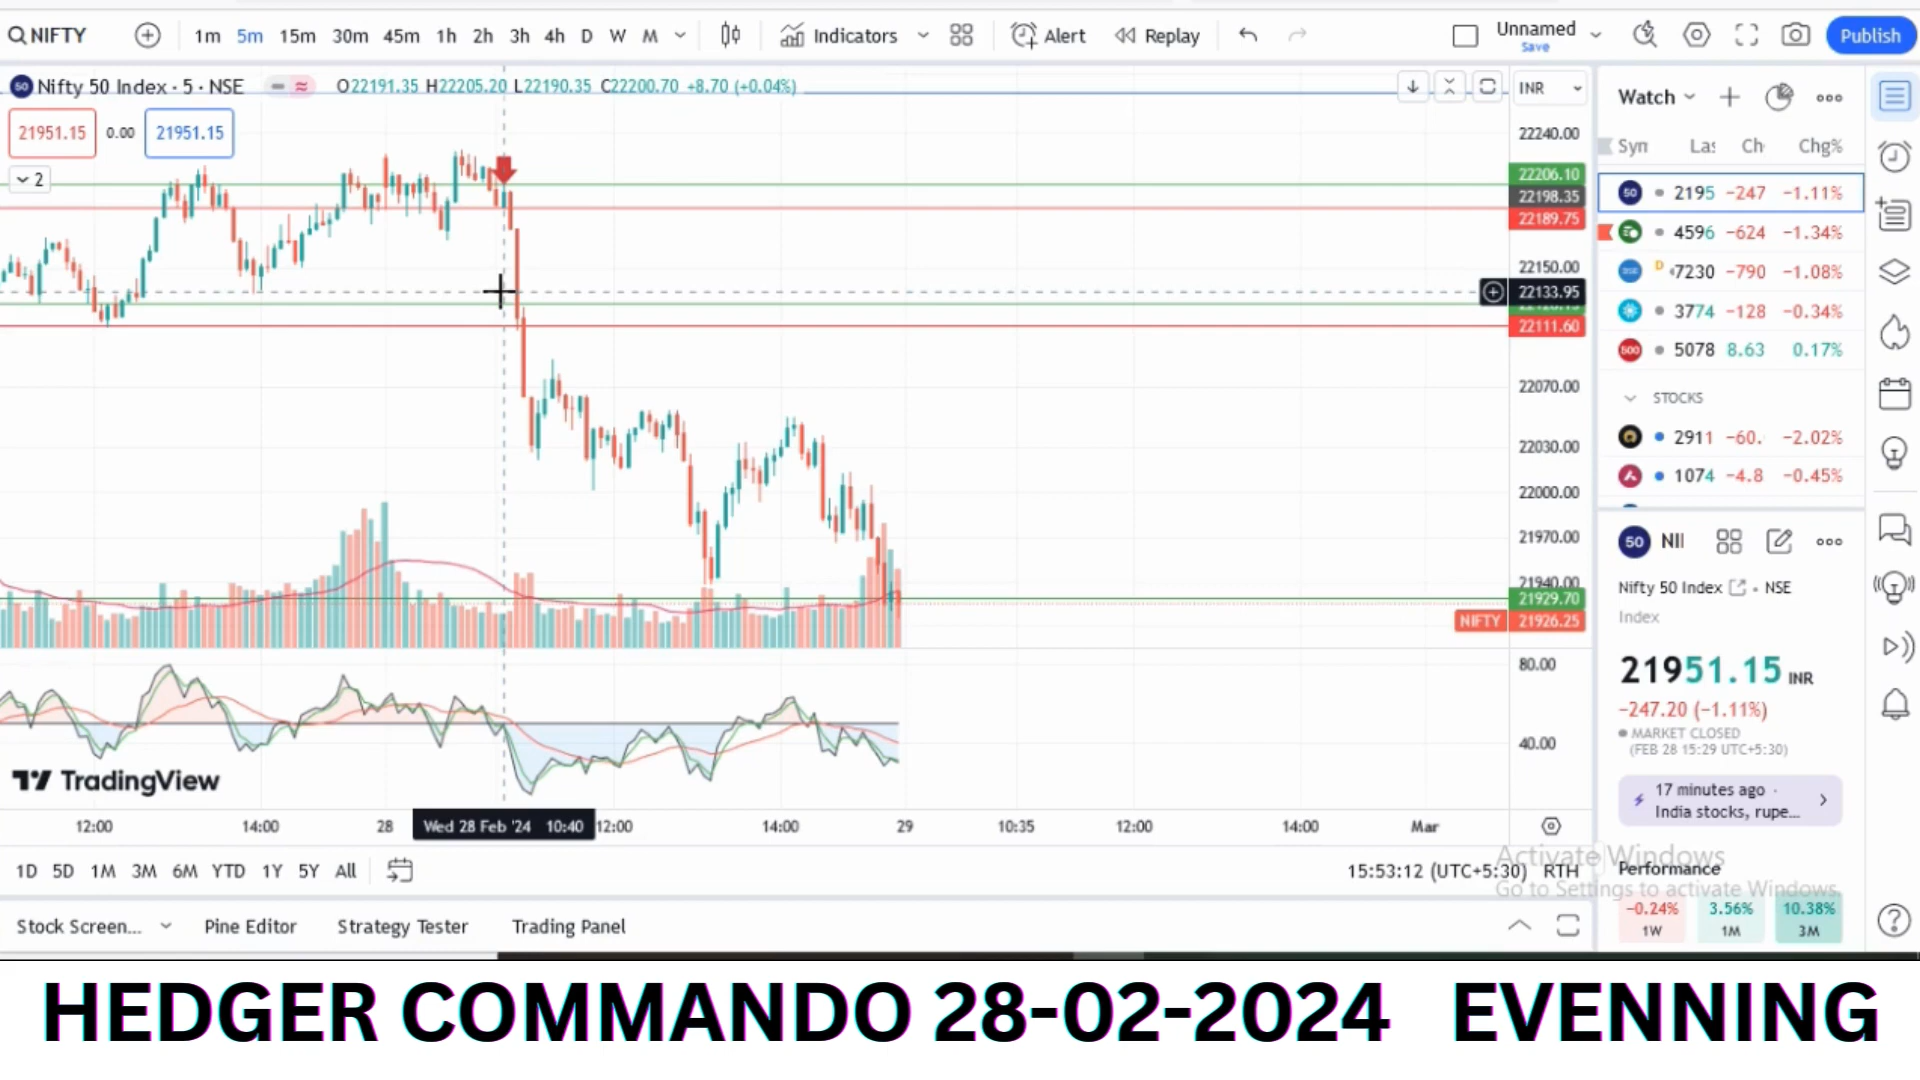 NIFTY 1m 5m 15m 30m 45m 1h 2h 3h 4h D W M Indicators Alert Replay Unnamed Save Publish
Nifty 50 Index · 5 · NSE O22191.35 H22205.20 L22190.35 C22200.70 +8.70 (+0.04%) INR
21951.15 0.00 21951.15
2
22240.00
22206.10
22198.35
22189.75
22150.00
22133.95
22111.60
22070.00
22030.00
22000.00
21970.00
21940.00
21929.70
NIFTY 21926.25
80.00
40.00
TradingView
12:00 14:00 28 Wed 28 Feb '24 10:40 12:00 14:00 29 10:35 12:00 14:00 Mar
1D 5D 1M 3M 6M YTD 1Y 5Y All 15:53:12 (UTC+5:30) RTH
Stock Screen... Pine Editor Strategy Tester Trading Panel
Watch
Chg%
50 2195 −247 −1.11%
4596 −624 −1.34%
D 7230 −790 −1.08%
3774 −128 −0.34%
500 5078 8.63 0.17%
STOCKS
2911 −60. −2.02%
1074 −4.8 −0.45%
50
Nifty 50 Index · NSE
Index
21951.15 INR
−247.20 (−1.11%)
MARKET CLOSED
(FEB 28 15:29 UTC+5:30)
17 minutes ago ·
India stocks, rupe...
Activate Windows
Go to Settings to activate Windows.
Performance
−0.24% 3.56% 10.38%
1W 1M 3M
HEDGER COMMANDO 28-02-2024 EVENNING